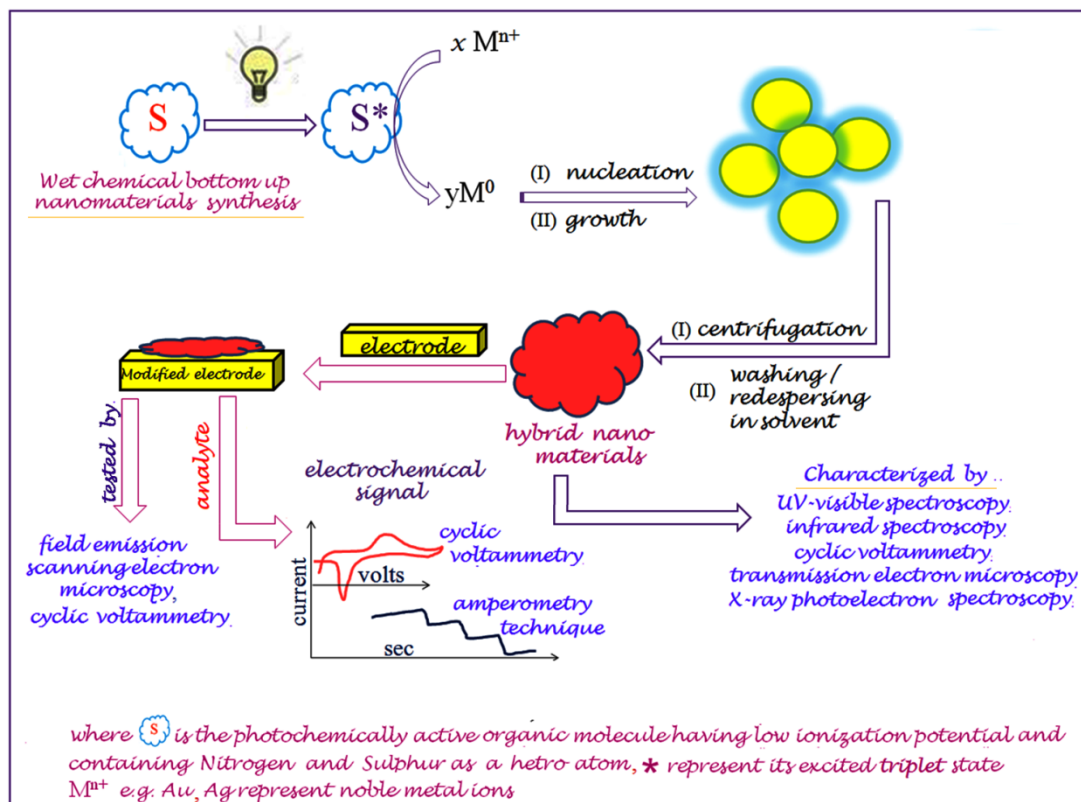 S
S*
x Mⁿ⁺
yM⁰
Wet chemical bottom up
nanomaterials synthesis
(I) nucleation
(II) growth
(I) centrifugation
(II) washing /
redespersing
in solvent
electrode
Modified electrode
hybrid nano
materials
tested by
analyte
electrochemical
signal
field emission
scanning electron
microscopy,
cyclic voltammetry
current
volts
cyclic
voltammetry
amperometry
technique
sec
Characterized by ..
UV-visible spectroscopy
infrared spectroscopy
cyclic voltammetry
transmission electron microscopy
X-ray photoelectron spectroscopy
where S is the photochemically active organic molecule having low ionization potential and
containing Nitrogen and Sulphur as a hetro atom, * represent its excited triplet state
Mⁿ⁺ e.g. Au, Ag represent noble metal ions